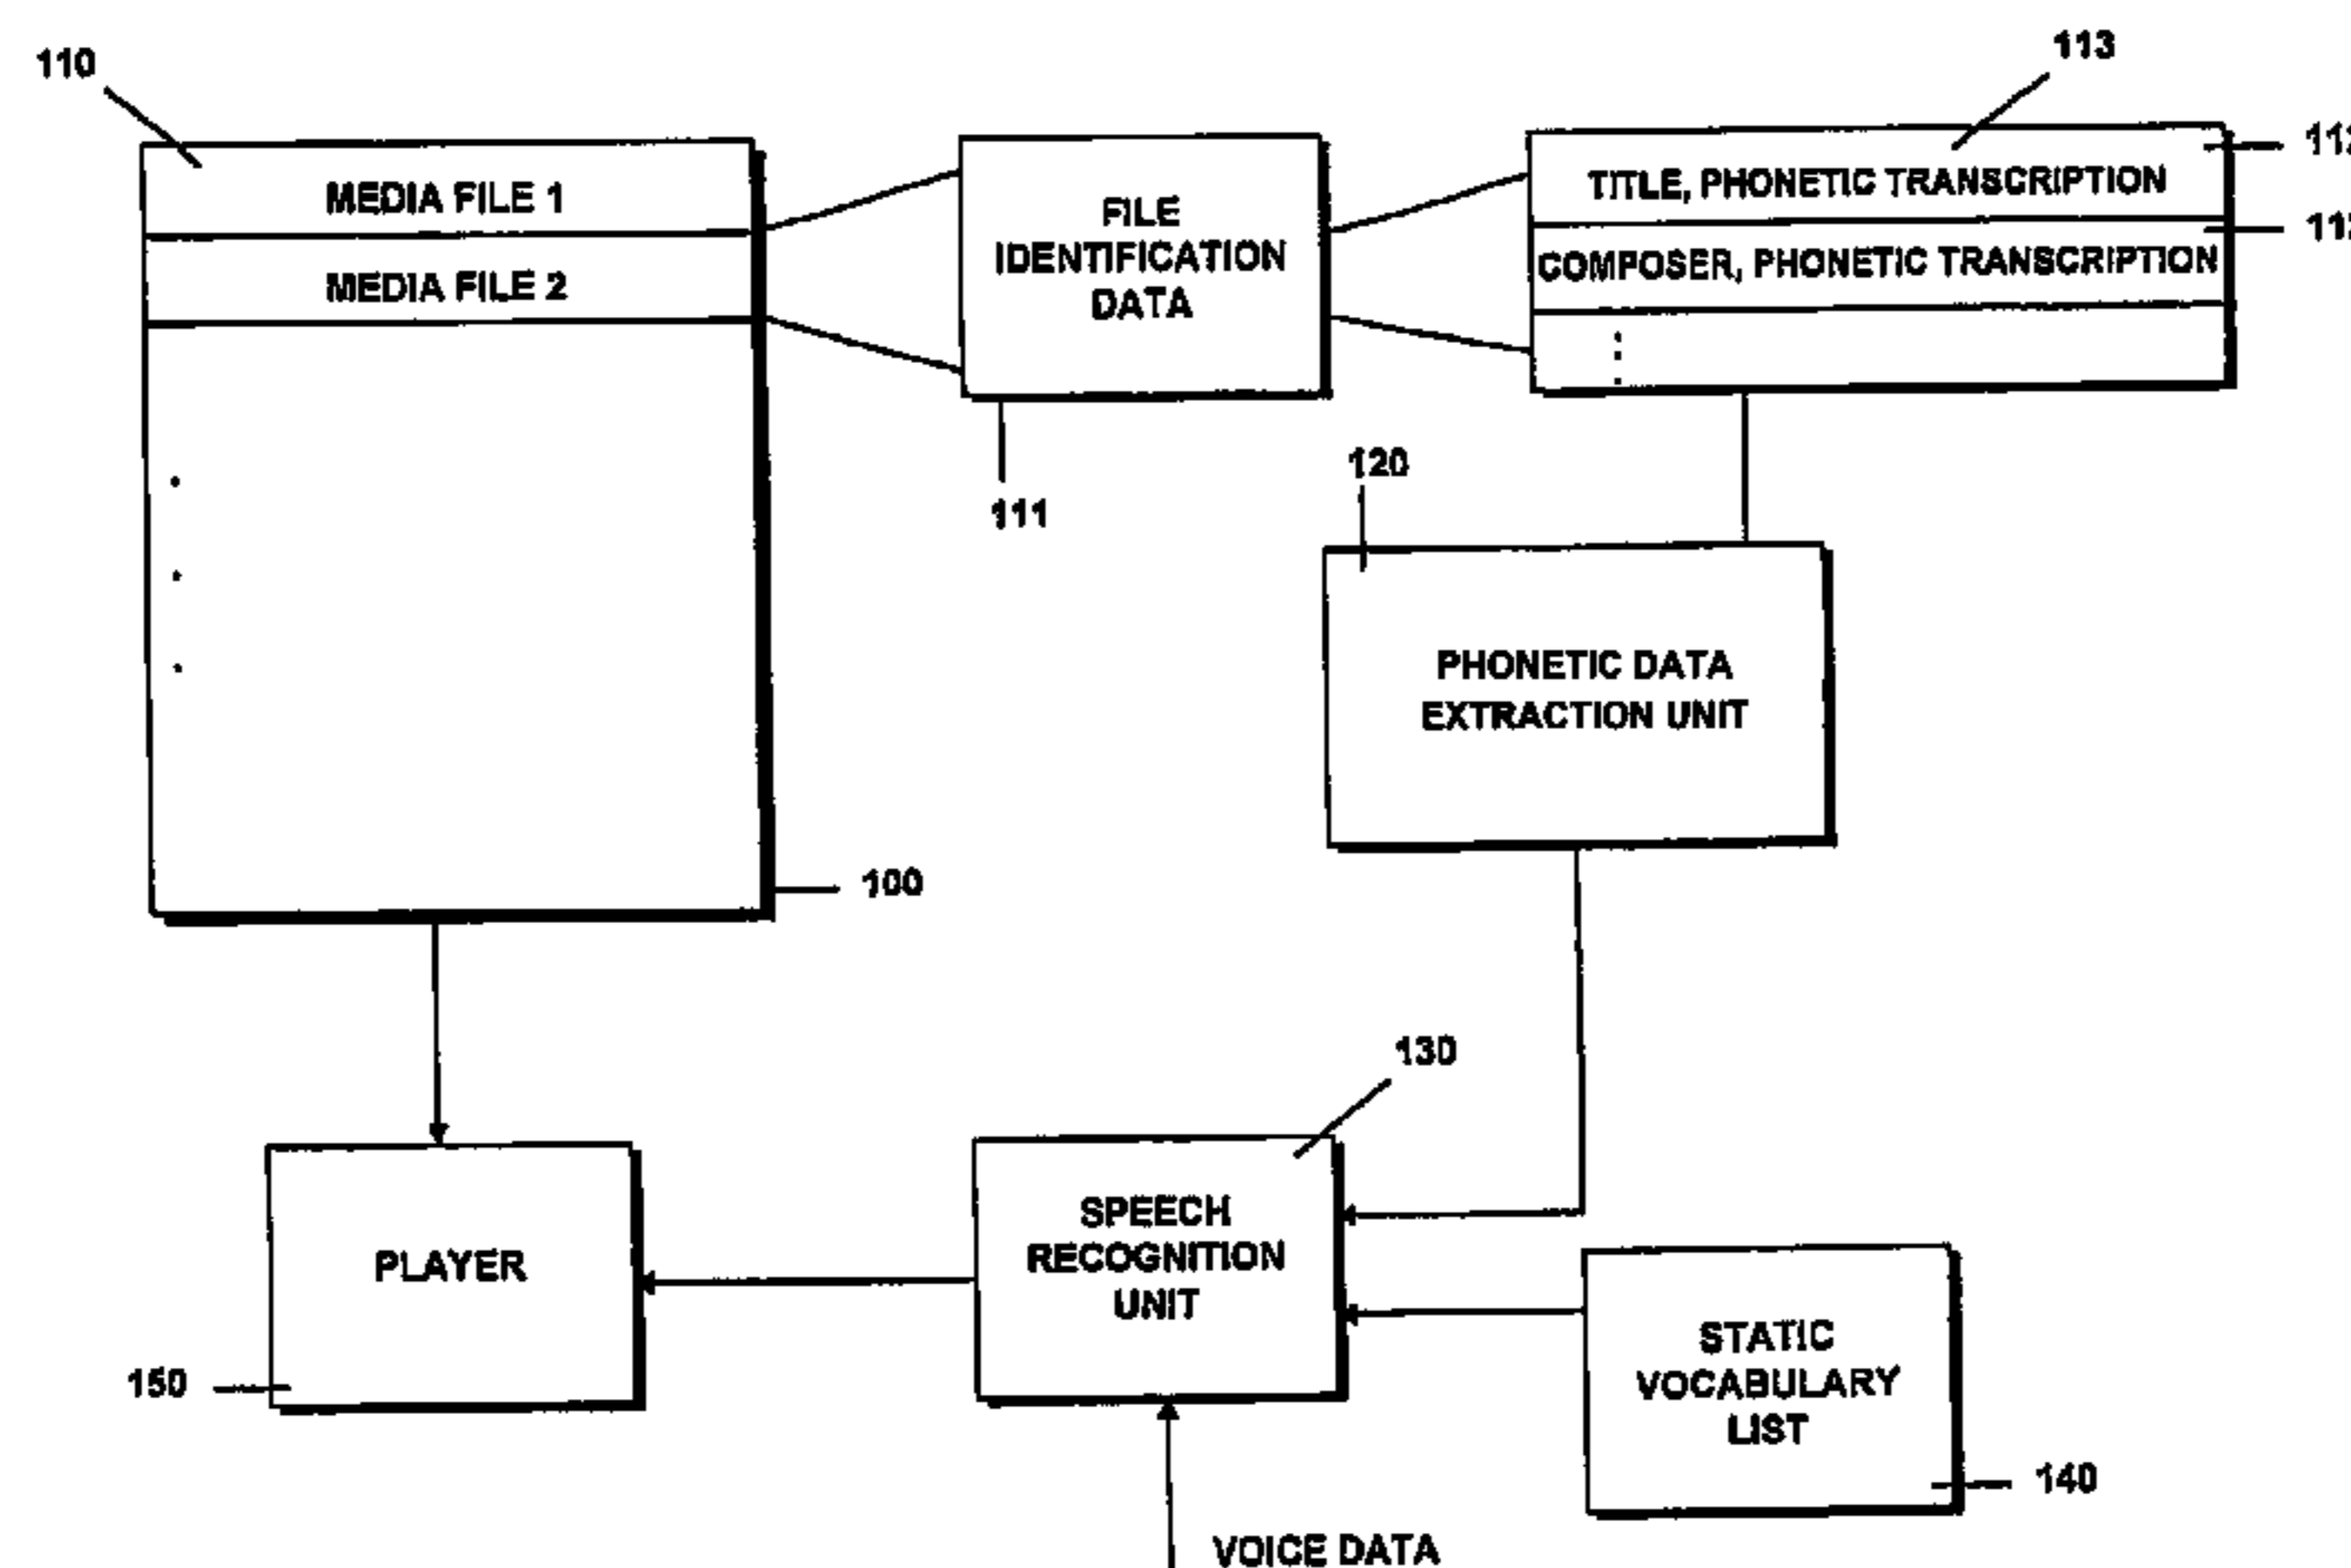 110
113
MEDIA FILE 1
MEDIA FILE 2
FILE
IDENTIFICATION
DATA
TITLE, PHONETIC TRANSCRIPTION
COMPOSER, PHONETIC TRANSCRIPTION
111
120
PHONETIC DATA
EXTRACTION UNIT
100
130
PLAYER
SPEECH
RECOGNITION
UNIT
STATIC
VOCABULARY
LIST
150
140
VOICE DATA